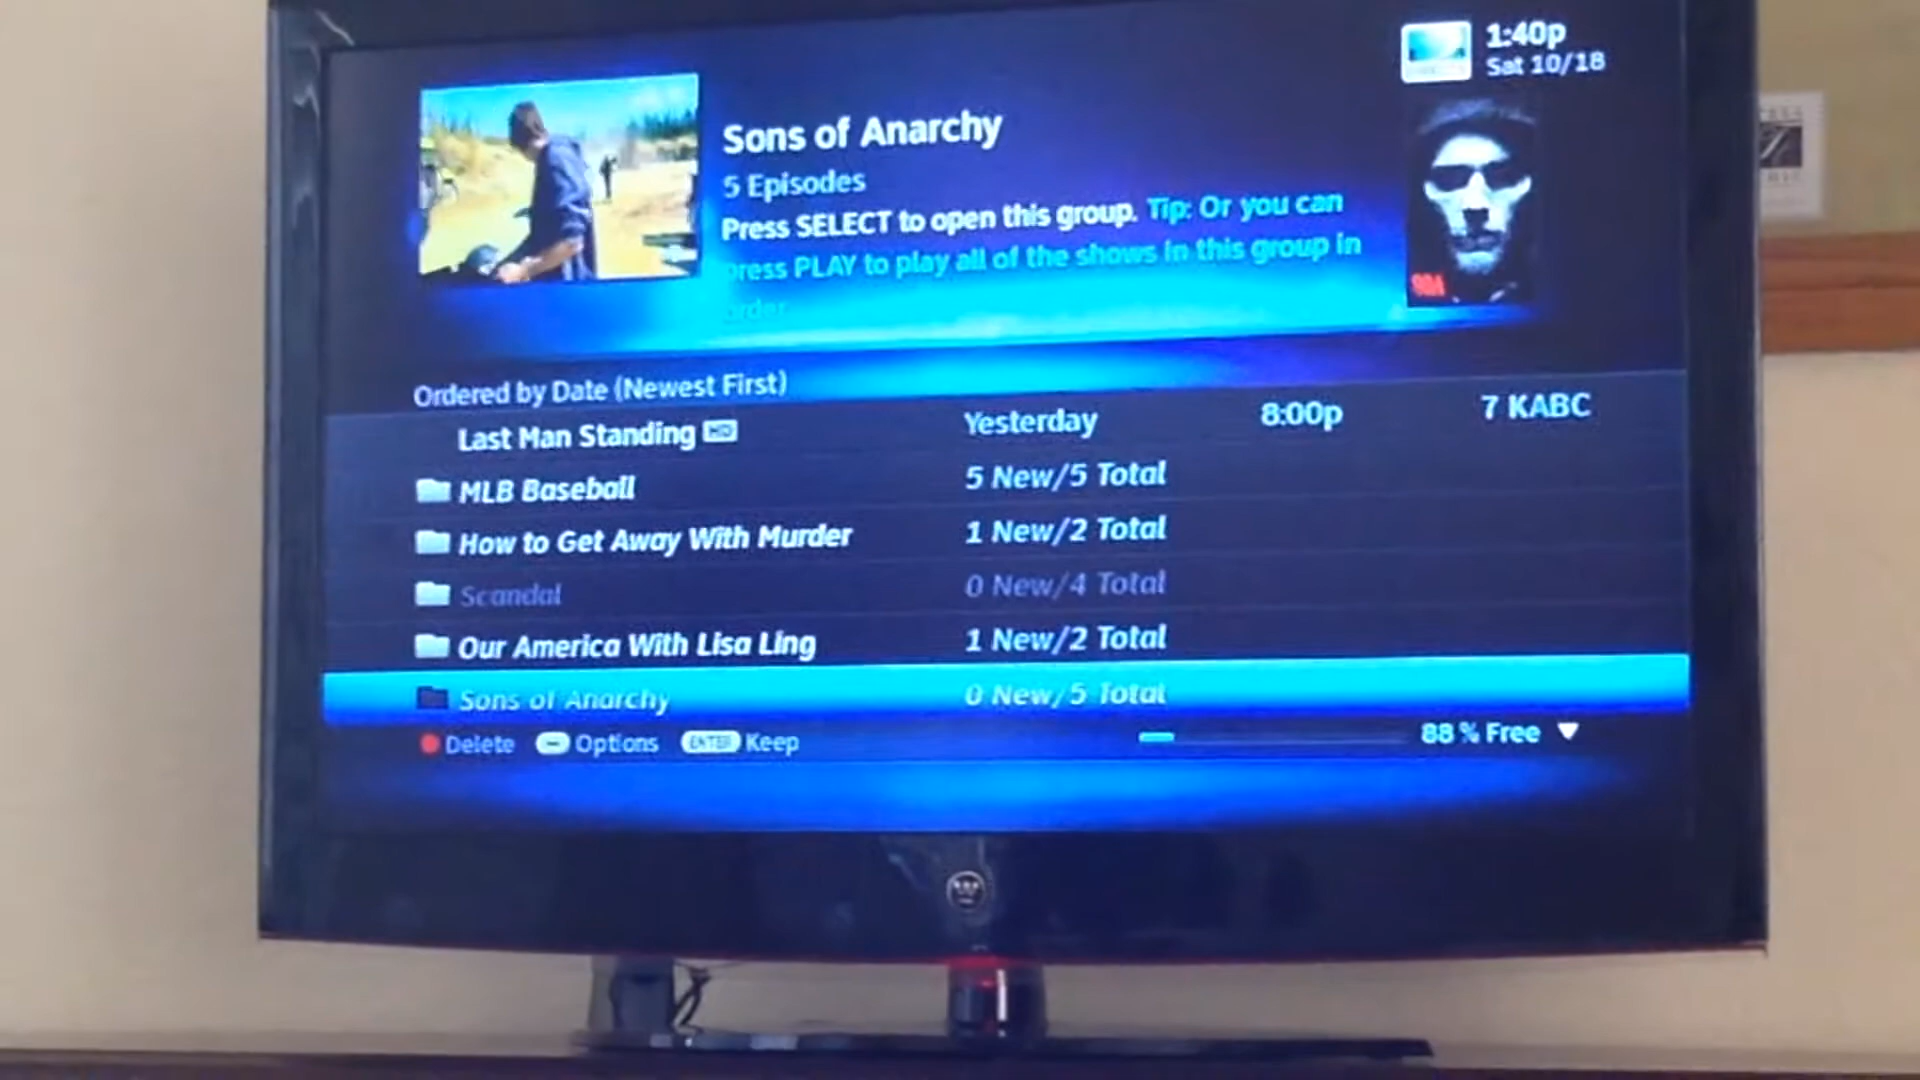 1:40p
Sat 10/18
Sons of Anarchy
5 Episodes
Press SELECT to open this group. Tip: Or you can
press PLAY to play all of the shows in this group in
order.
SOA
Ordered by Date (Newest First)
Last Man Standing HD Yesterday 8:00p 7 KABC
MLB Baseball 5 New/5 Total
How to Get Away With Murder 1 New/2 Total
Scandal 0 New/4 Total
Our America With Lisa Ling 1 New/2 Total
Sons of Anarchy 0 New/5 Total
Delete Options ENTER Keep 88% Free